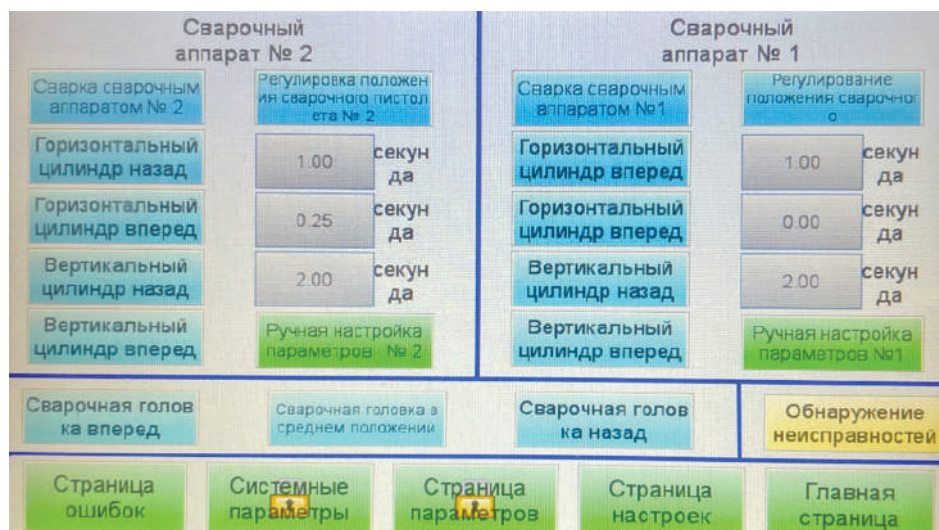 Сварочный
аппарат № 2
Сварка сварочным
аппаратом № 2
Регулировка положен
ия сварочного пистол
ета № 2
Горизонтальный
цилиндр назад
1.00
секун
да
Горизонтальный
цилиндр вперед
0.25
секун
да
Вертикальный
цилиндр назад
2.00
секун
да
Вертикальный
цилиндр вперед
Ручная настройка
параметров № 2
Сварочный
аппарат № 1
Сварка сварочным
аппаратом №1
Регулирование
положения сварочног
о
Горизонтальный
цилиндр вперед
1.00
секун
да
Горизонтальный
цилиндр вперед
0.00
секун
да
Вертикальный
цилиндр назад
2.00
секун
да
Вертикальный
цилиндр вперед
Ручная настройка
параметров №1
Сварочная голов
ка вперед
Сварочная головка в
среднем положении
Сварочная голов
ка назад
Обнаружение
неисправностей
Страница
ошибок
Системные
параметры
Страница
параметров
Страница
настроек
Главная
страница